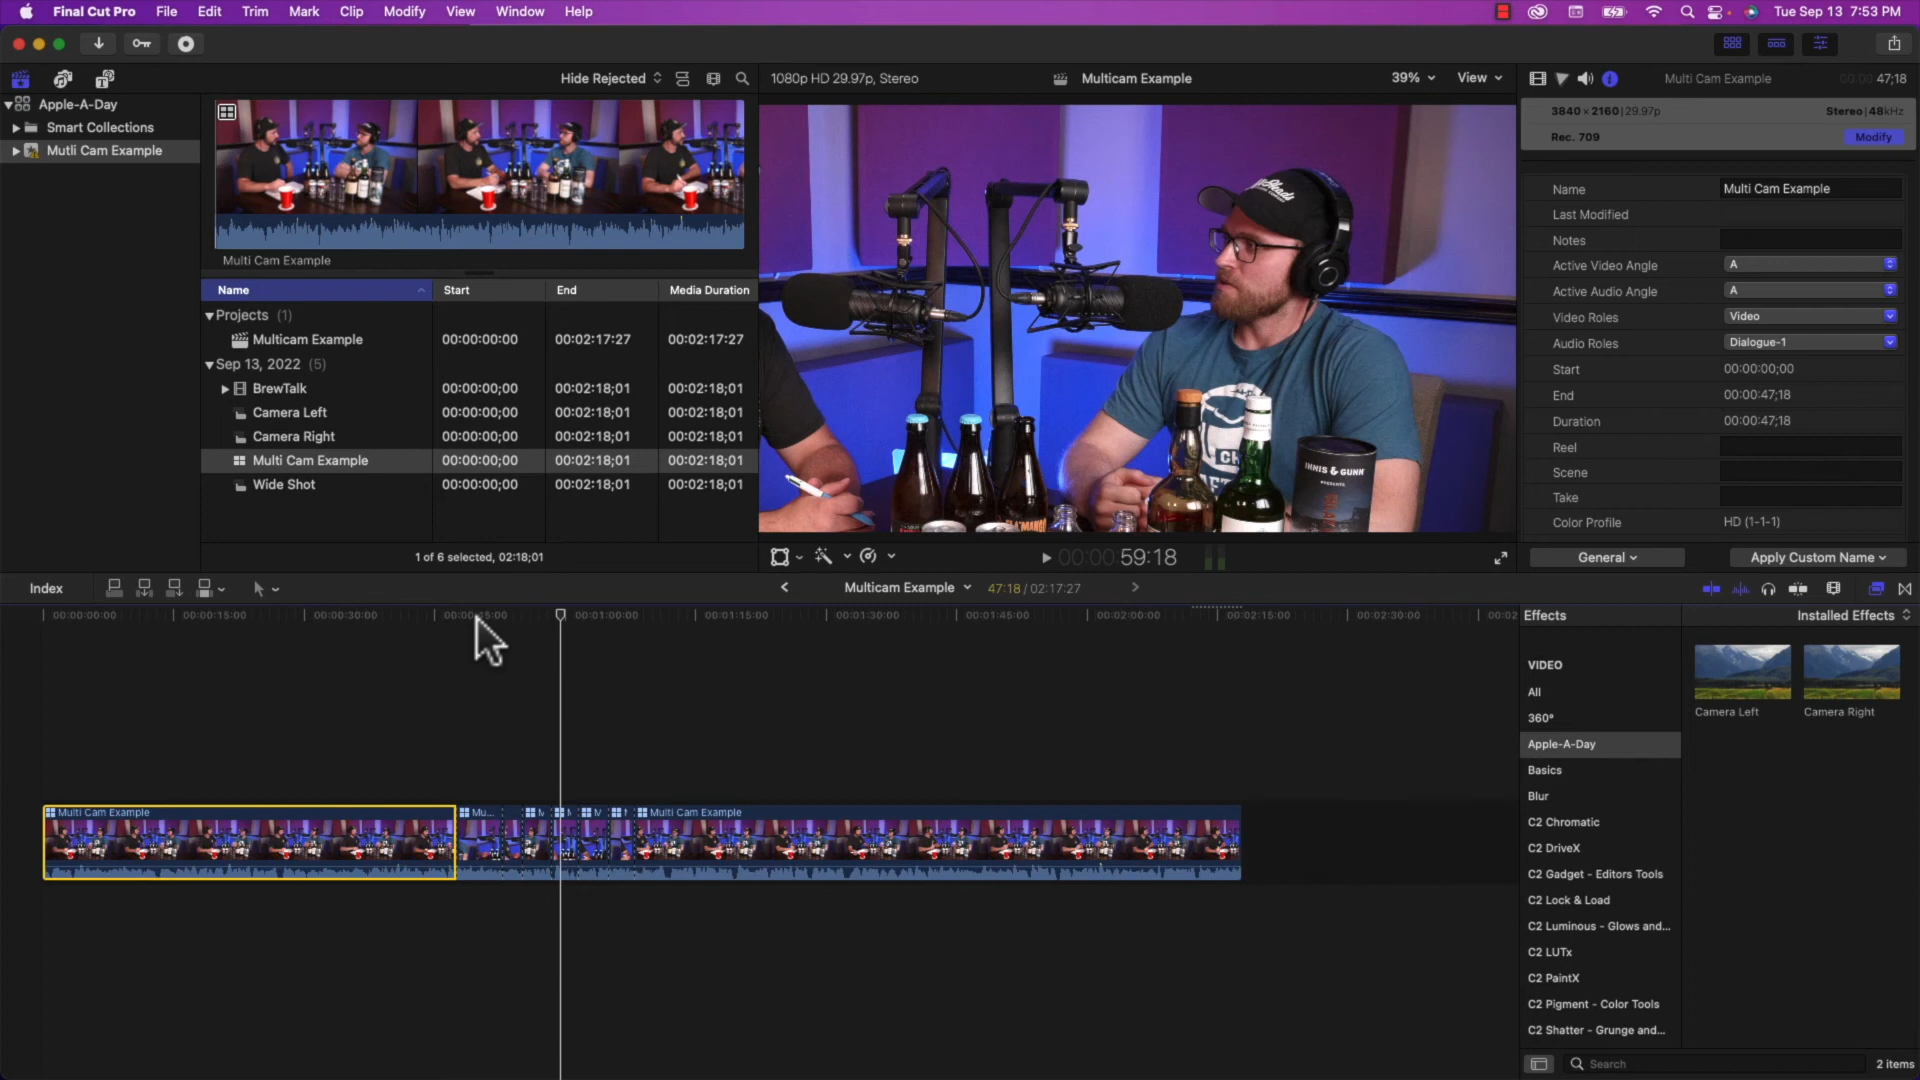 Final Cut Pro File Edit Trim Mark Clip Modify View Window Help Tue Sep 13 7:53 PM
Hide Rejected
1080p HD 29.97p, Stereo Multicam Example 39% View
Multi Cam Example 00:00:47;18
Apple-A-Day
Smart Collections
Mutli Cam Example
Multi Cam Example
3840 × 2160 | 29.97p Stereo | 48kHz
Rec. 709 Modify
Name Multi Cam Example
Last Modified
Notes
Active Video Angle A
Active Audio Angle A
Video Roles Video
Audio Roles Dialogue-1
Start 00:00:00;00
End 00:00:47;18
Duration 00:00:47;18
Reel
Scene
Take
Color Profile HD (1-1-1)
General Apply Custom Name
Name Start End Media Duration
Projects (1)
Multicam Example 00:00:00:00 00:02:17:27 00:02:17:27
Sep 13, 2022 (5)
BrewTalk 00:00:00;00 00:02:18;01 00:02:18;01
Camera Left 00:00:00;00 00:02:18;01 00:02:18;01
Camera Right 00:00:00;00 00:02:18;01 00:02:18;01
Multi Cam Example 00:00:00;00 00:02:18;01 00:02:18;01
Wide Shot 00:00:00;00 00:02:18;01 00:02:18;01
1 of 6 selected, 02:18;01
INNIS & GUNN
00:00:59:18
Index Multicam Example 47:18 / 02:17:27
00:00:00:00 00:00:15:00 00:00:30:00 00:00:45:00 00:01:00:00 00:01:15:00 00:01:30:00 00:01:45:00 00:02:00:00 00:02:15:00 00:02:30:00 00:02
Multi Cam Example Mu... M M Multi Cam Example
Effects Installed Effects
VIDEO
All
360°
Apple-A-Day
Basics
Blur
C2 Chromatic
C2 DriveX
C2 Gadget - Editors Tools
C2 Lock & Load
C2 Luminous - Glows and...
C2 LUTx
C2 PaintX
C2 Pigment - Color Tools
C2 Shatter - Grunge and...
Camera Left Camera Right
Search 2 items